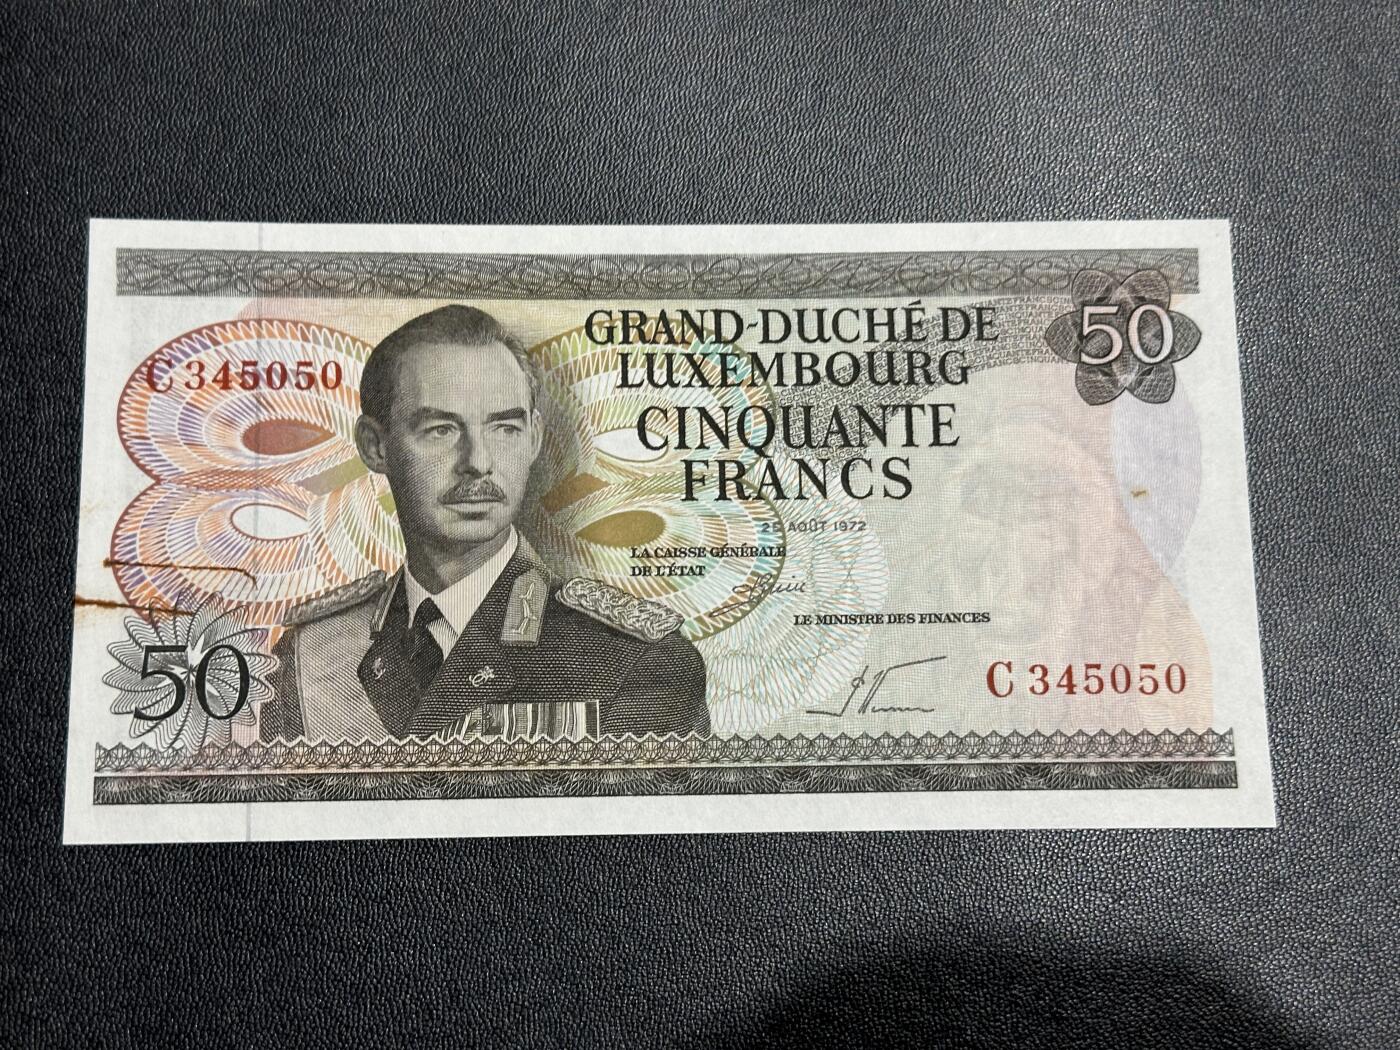 50
GRAND-DUCHÉ DE
LUXEMBOURG
C 345050
CINQUANTE
FRANCS
25 AOÛT 1972
LA CAISSE GÉNÉRALE
DE L'ÉTAT
LE MINISTRE DES FINANCES
50
C 345050